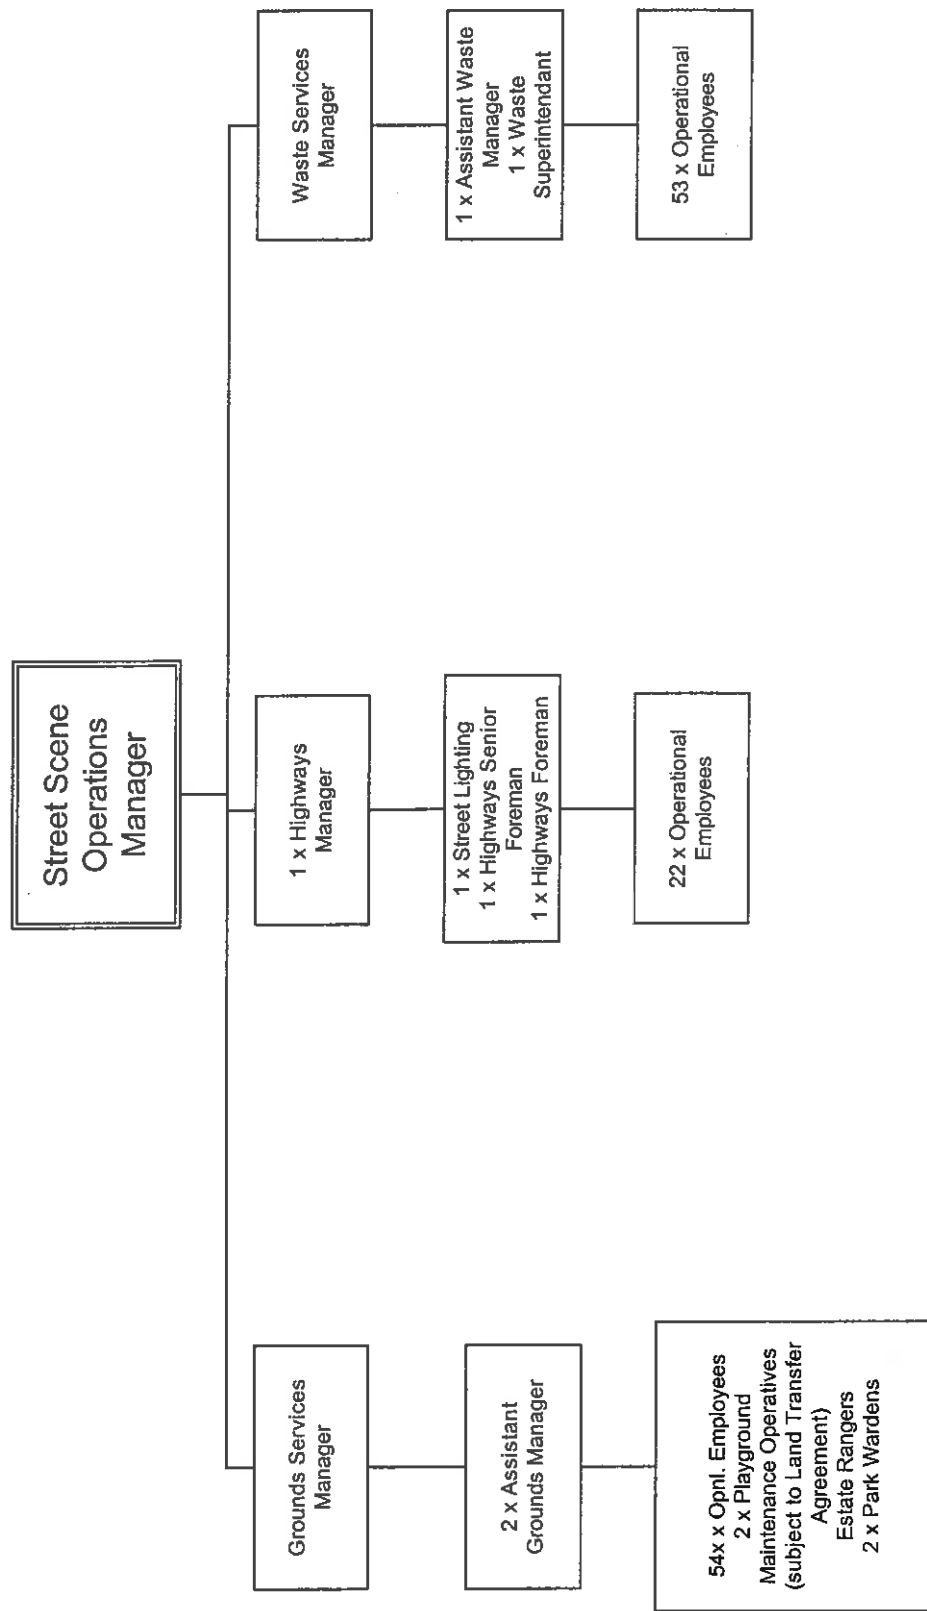 Street Scene
Operations
Manager
Grounds Services
Manager
2 x Assistant
Grounds Manager
54x x Opnl. Employees
2 x Playground
Maintenance Operatives
(subject to Land Transfer
Agreement)
Estate Rangers
2 x Park Wardens
1 x Highways
Manager
1 x Street Lighting
1 x Highways Senior
Foreman
1 x Highways Foreman
22 x Operational
Employees
Waste Services
Manager
1 x Assistant Waste
Manager
1 x Waste
Superintendant
53 x Operational
Employees